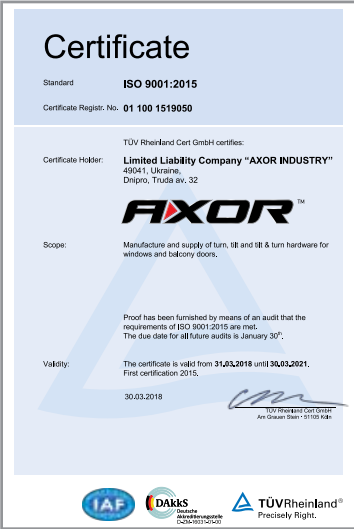 Certificate
Standard ISO 9001:2015
Certificate Registr. No. 01 100 1519050
TÜV Rheinland Cert GmbH certifies:
Certificate Holder: Limited Liability Company “AXOR INDUSTRY”
49041, Ukraine,
Dnipro, Truda av. 32
AXOR™
Scope: Manufacture and supply of turn, tilt and tilt & turn hardware for
windows and balcony doors.
Proof has been furnished by means of an audit that the
requirements of ISO 9001:2015 are met.
The due date for all future audits is January 30th.
Validity: The certificate is valid from 31.03.2018 until 30.03.2021.
First certification 2015.
30.03.2018
TÜV Rheinland Cert GmbH
Am Grauen Stein · 51105 Köln
IAF
DAkkS
Deutsche
Akkreditierungsstelle
D-ZM-16031-01-00
TÜVRheinland®
Precisely Right.